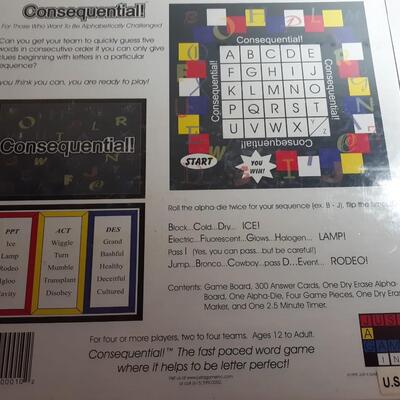 Consequential!
For Those Who Want To Be Alphabetically Challenged
Can you get your team to quickly guess five
words in consecutive order if you can only give
clues beginning with letters in a particular
sequence?
you think you can, you are ready to play!
Consequential!
PPT ACT DES
Ice Wiggle Grand
Lamp Turn Bashful
Rodeo Mumble Healthy
Igloo Transplant Deceitful
Cavity Disobey Cultured
Consequential!
Consequential!
Consequential!
Consequential!
A B C D E
F G H I J
K L M N O
P Q R S T
U V W X Y/Z
START
YOU WIN!
Roll the alpha-die twice for your sequence (ex. B - J), flip the
Block...Cold...Dry... ICE!
Electric...Fluorescent...Glows...Halogen... LAMP!
Pass I (Yes, you can pass...but be careful!)
Jump...Bronco...Cowboy...pass D...Event... RODEO!
Contents: Game Board, 300 Answer Cards, One Dry Erase Alpha-
Board, One Alpha-Die, Four Game Pieces, One Dry Eras
Marker, and One 2.5 Minute Timer.
For four or more players, two to four teams. Ages 12 to Adult.
Consequential!™ The fast paced word game
where it helps to be letter perfect!
JUST
A
GAME
IN
U.S